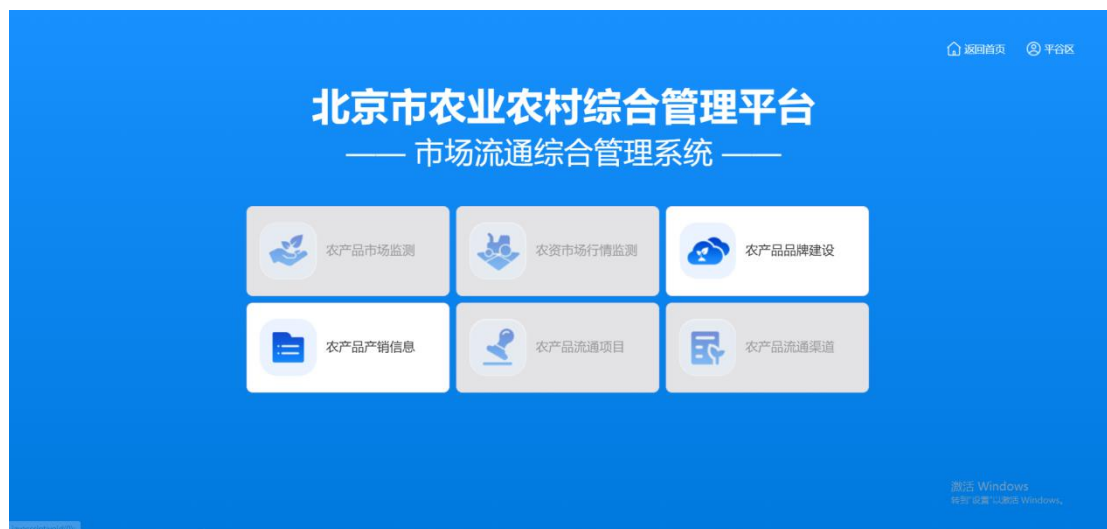 返回首页 平谷区
北京市农业农村综合管理平台
—— 市场流通综合管理系统 ——
农产品市场监测 农资市场行情监测 农产品品牌建设
农产品产销信息 农产品流通项目 农产品流通渠道
激活 Windows
转到"设置"以激活 Windows。